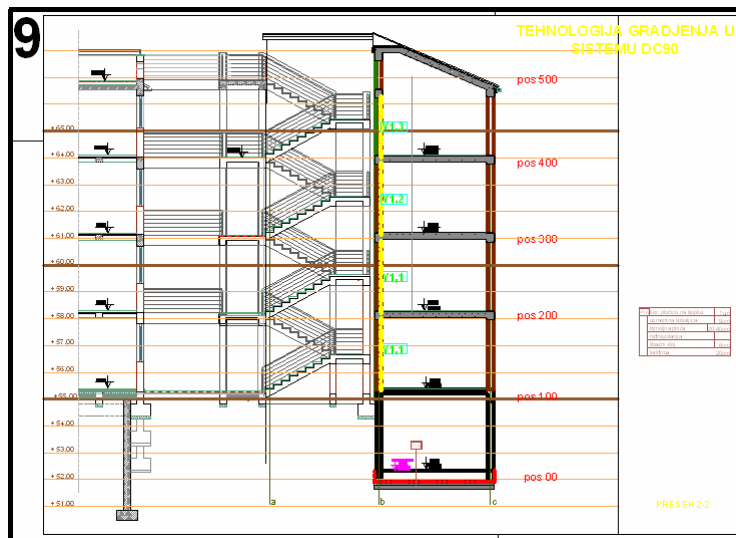 9
TEHNOLOGIJA GRADJENJA U
SISTEMU DC90
pos 500
+65.00
V1.1
+64.00
pos 400
+63.00
V1.2
+62.00
+61.00
pos 300
+60.00
V1.1
+59.00
+58.00
pos 200
+57.00
V1.1
+56.00
+55.00
pos 100
+54.00
+53.00
+52.00
pos 00
+51.00
a
b
c
PRESEK 2-2